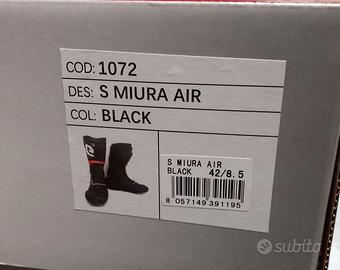 COD: 1072
DES: S MIURA AIR
COL: BLACK
S MIURA AIR
BLACK 42/8.5
8 057149 391195
subito